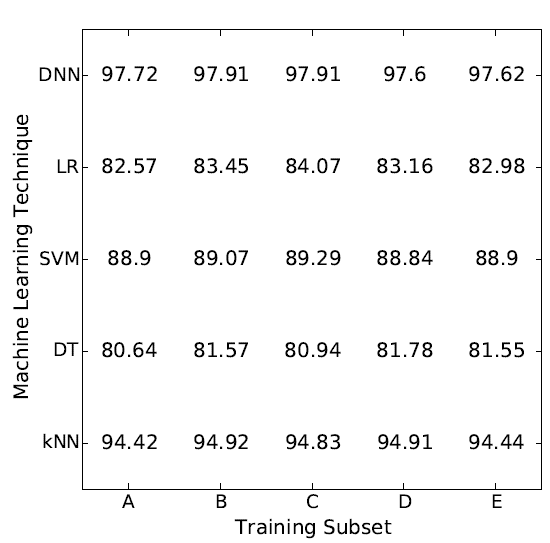 DNN 97.72 97.91 97.91 97.6 97.62
LR 82.57 83.45 84.07 83.16 82.98
SVM 88.9 89.07 89.29 88.84 88.9
DT 80.64 81.57 80.94 81.78 81.55
kNN 94.42 94.92 94.83 94.91 94.44
A B C D E
Training Subset
Machine Learning Technique